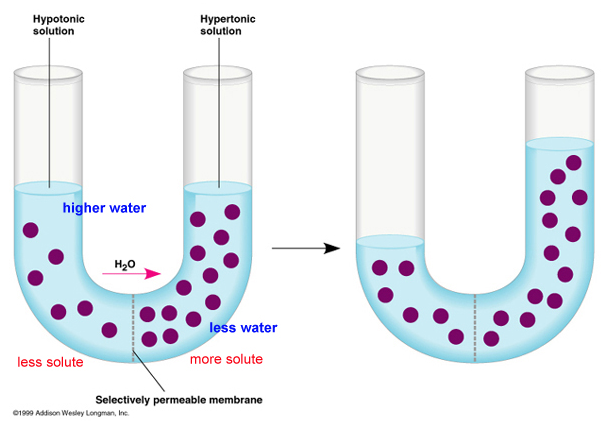 Hypotonic
solution
Hypertonic
solution
higher water
H₂O
less water
less solute
more solute
Selectively permeable membrane
©1999 Addison Wesley Longman, Inc.